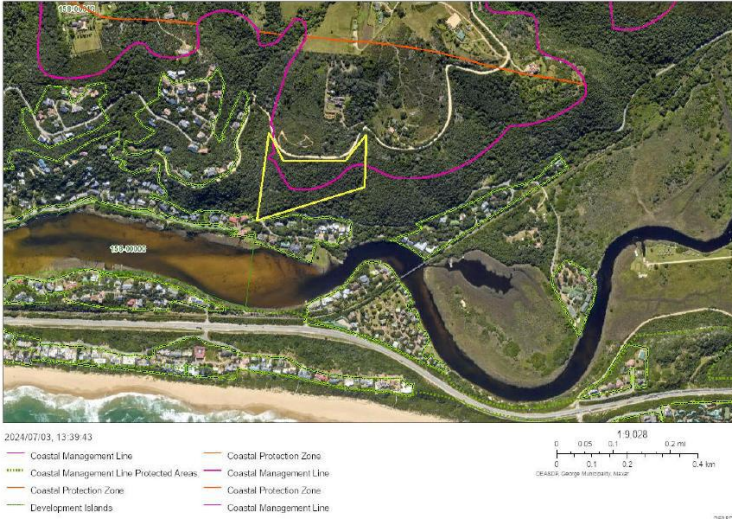 2024/07/03, 13:39:43
Coastal Management Line
Coastal Management Line Protected Areas
Coastal Protection Zone
Development Islands
Coastal Protection Zone
Coastal Management Line
Coastal Protection Zone
Coastal Management Line
1:9 028
0 0.05 0.1 0.2 mi
0 0.1 0.2 0.4 km
George Municipality,